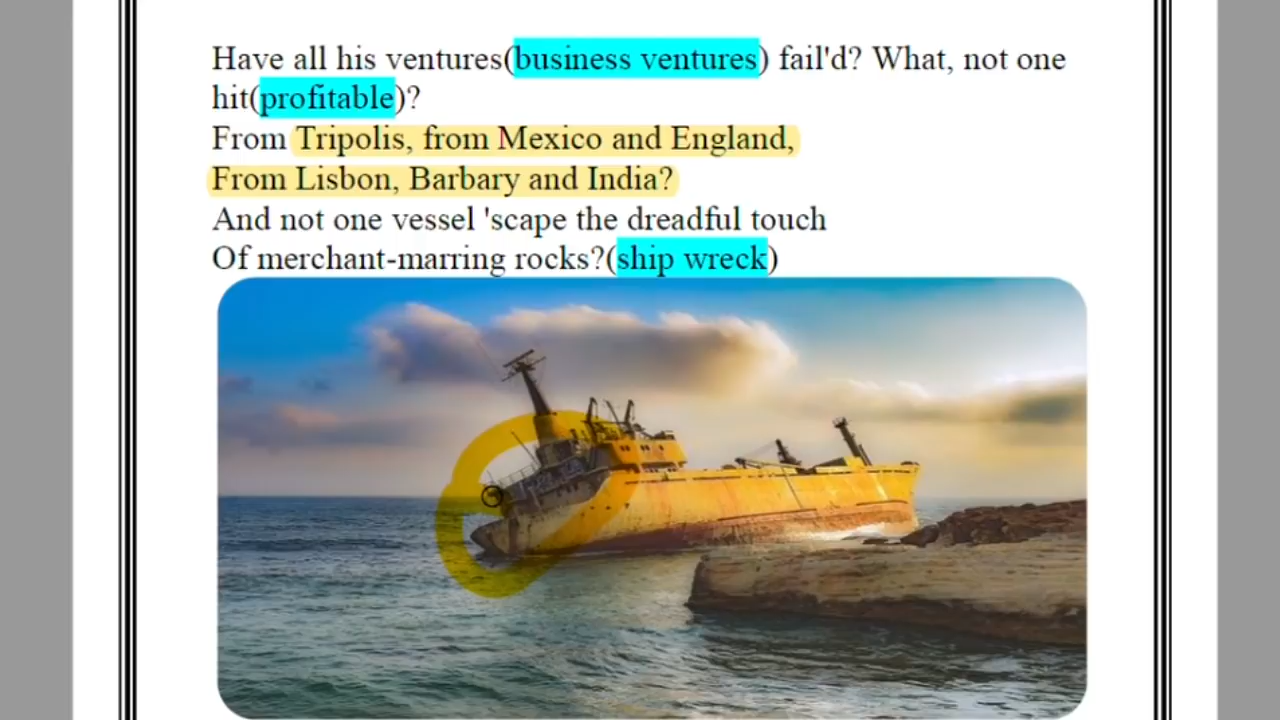 Have all his ventures(business ventures) fail'd? What, not one
hit(profitable)?
From Tripolis, from Mexico and England,
From Lisbon, Barbary and India?
And not one vessel 'scape the dreadful touch
Of merchant-marring rocks?(ship wreck)